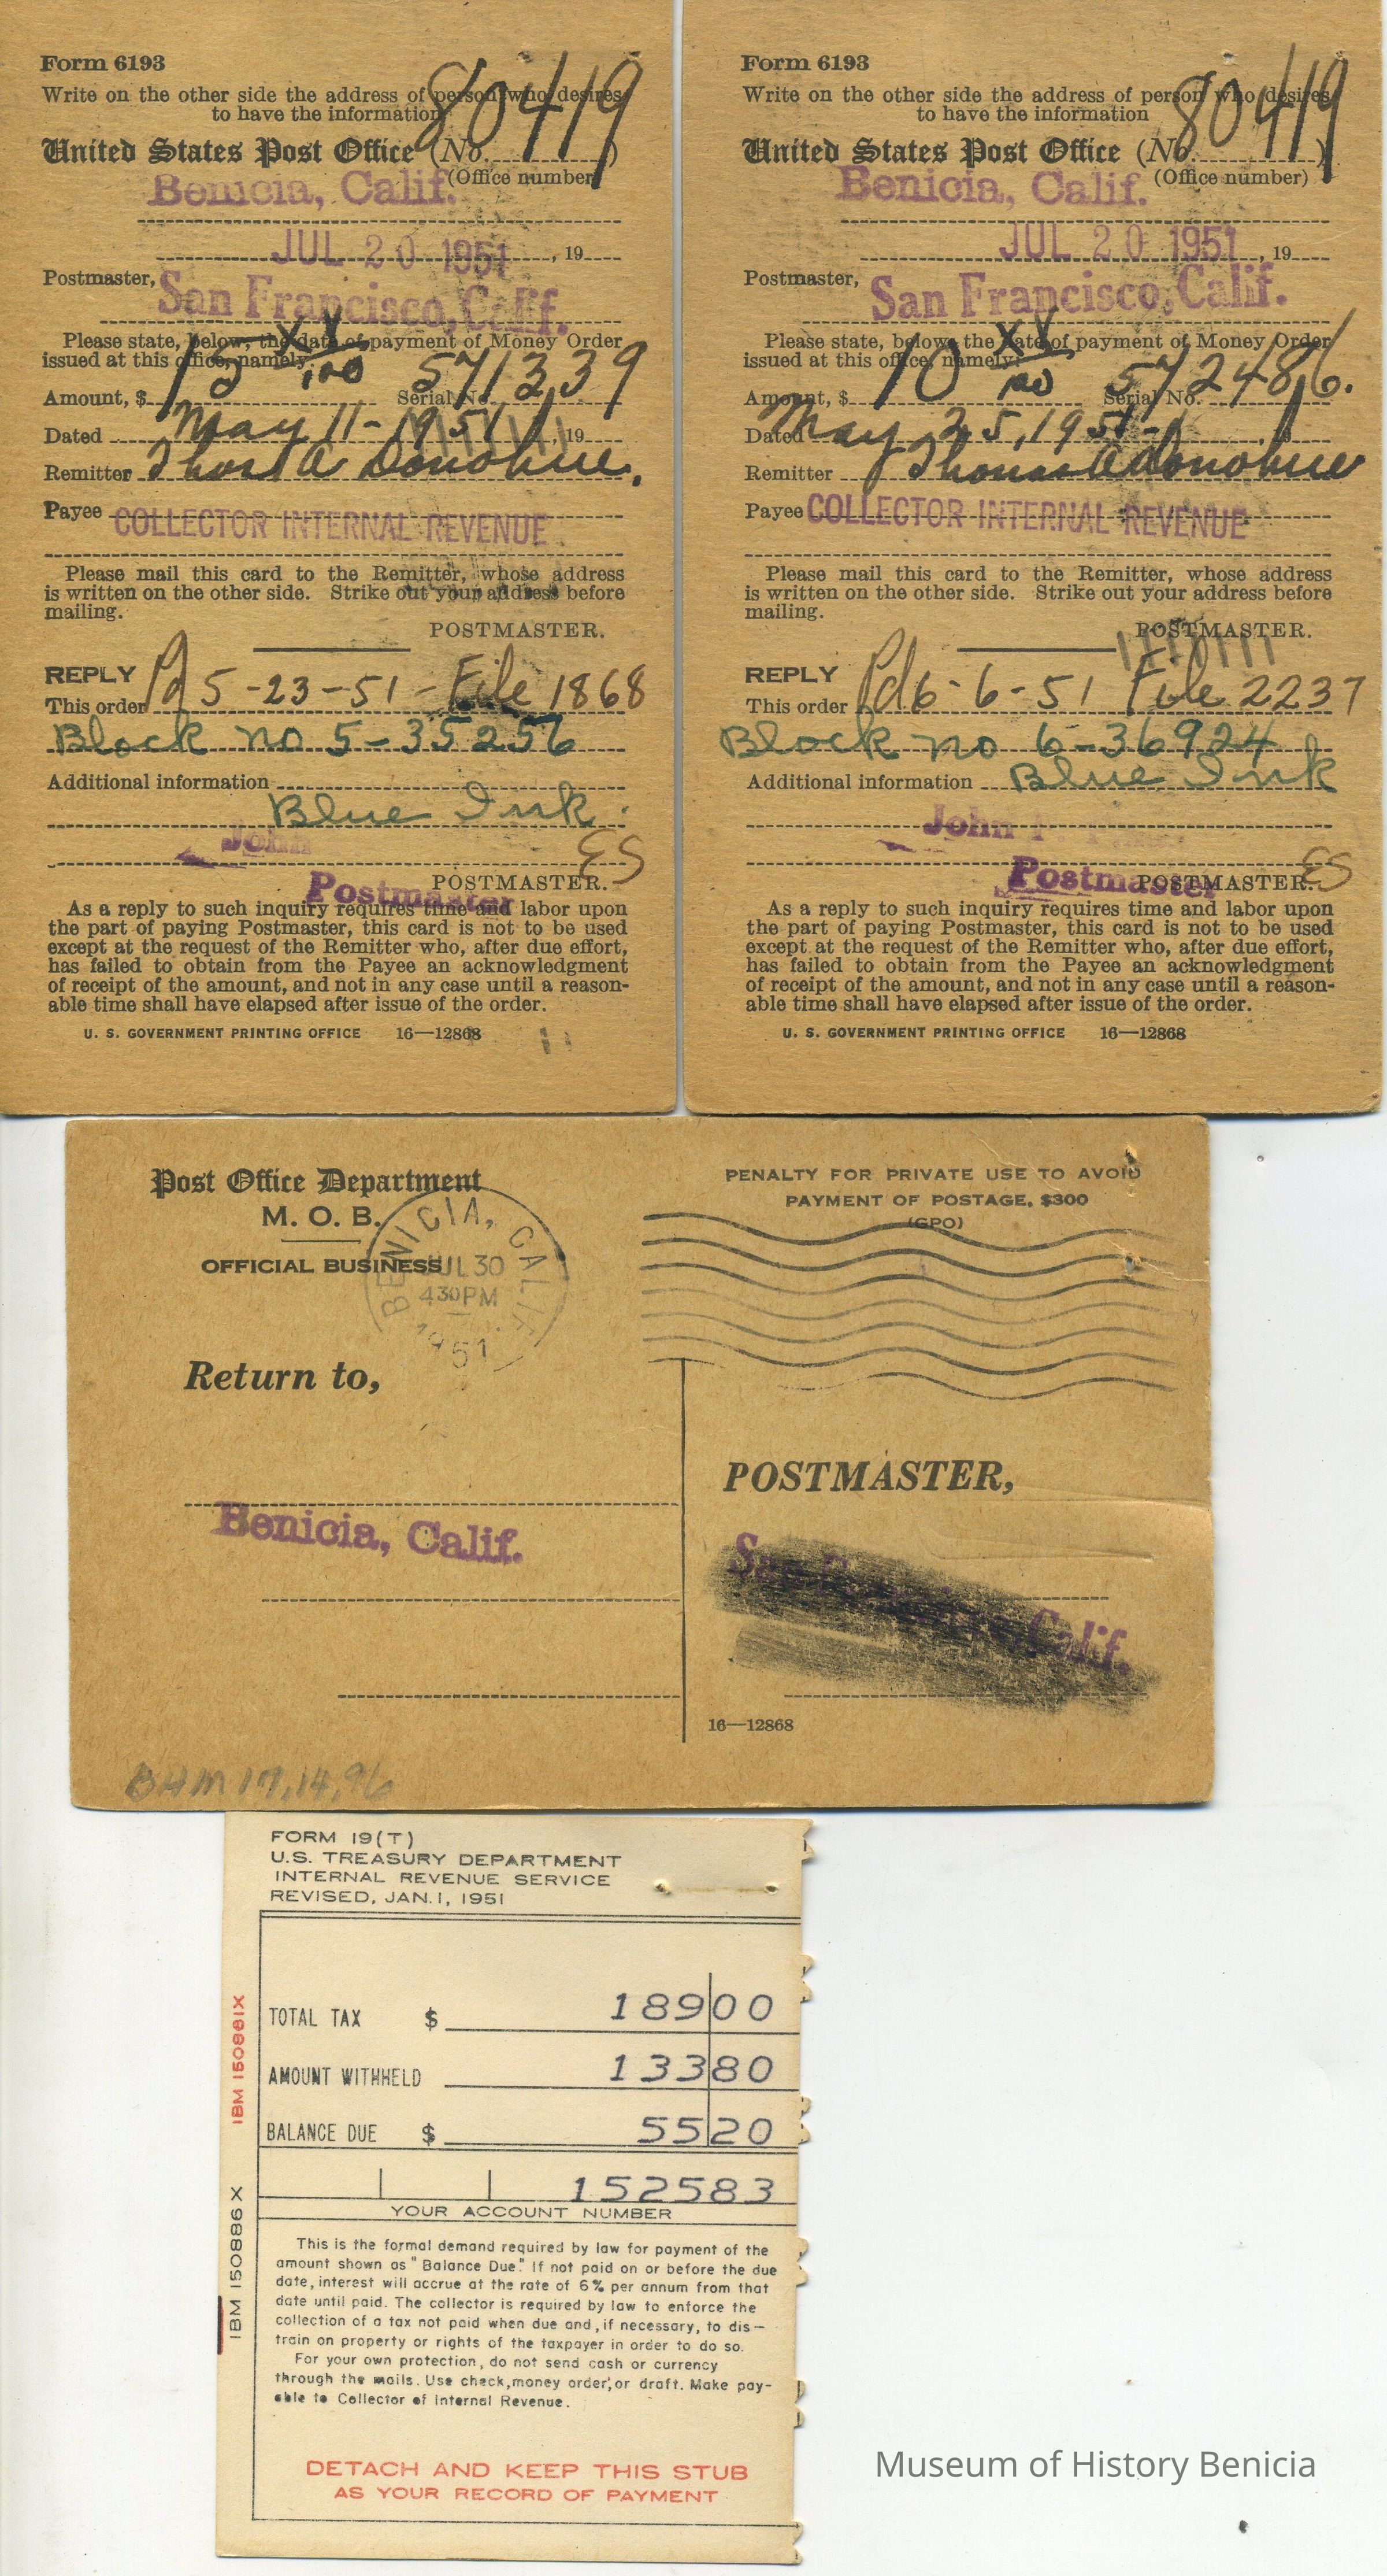 Form 6193
Write on the other side the address of person who desires
to have the information
80419
United States Post Office (No. )
(Office number)
Benicia, Calif.
JUL 20 1951, 19
Postmaster, San Francisco, Calif.
Please state, below, the date of payment of Money Order
issued at this office, namely:
Amount, $ 15 xx/100 Serial No. 571339
Dated May 11-1951, 19
Remitter Thos A Donohue.
Payee COLLECTOR INTERNAL REVENUE
Please mail this card to the Remitter, whose address
is written on the other side. Strike out your address before
mailing.
POSTMASTER.
REPLY
This order Pd 5-23-51 - File 1868
Block no 5-35256
Additional information
Blue Ink.
John
ES
Postmaster POSTMASTER.
As a reply to such inquiry requires time and labor upon
the part of paying Postmaster, this card is not to be used
except at the request of the Remitter who, after due effort,
has failed to obtain from the Payee an acknowledgment
of receipt of the amount, and not in any case until a reason-
able time shall have elapsed after issue of the order.
U. S. GOVERNMENT PRINTING OFFICE 16—12868
Form 6193
Write on the other side the address of person who desires
to have the information
80419
United States Post Office (No. )
(Office number)
Benicia, Calif.
JUL 20 1951, 19
Postmaster, San Francisco, Calif.
Please state, below, the date of payment of Money Order
issued at this office, namely:
Amount, $ 10 xx/100 Serial No. 572486.
Dated May 25, 1951, 19
Remitter Thomas A Donohue
Payee COLLECTOR INTERNAL REVENUE
Please mail this card to the Remitter, whose address
is written on the other side. Strike out your address before
mailing.
POSTMASTER.
REPLY
This order Pd 6-6-51 File 2237
Block no 6-36924
Additional information Blue Ink
John
ES
Postmaster POSTMASTER.
As a reply to such inquiry requires time and labor upon
the part of paying Postmaster, this card is not to be used
except at the request of the Remitter who, after due effort,
has failed to obtain from the Payee an acknowledgment
of receipt of the amount, and not in any case until a reason-
able time shall have elapsed after issue of the order.
U. S. GOVERNMENT PRINTING OFFICE 16—12868
Post Office Department
M. O. B.
OFFICIAL BUSINESS
BENICIA, CALIF.
JUL 30
430PM
1951
PENALTY FOR PRIVATE USE TO AVOID
PAYMENT OF POSTAGE, $300
(GPO)
Return to,
Benicia, Calif.
POSTMASTER,
San Francisco, Calif.
16—12868
BHM 17.14.96
FORM 19(T)
U.S. TREASURY DEPARTMENT
INTERNAL REVENUE SERVICE
REVISED, JAN.1, 1951
TOTAL TAX $ 189 00
AMOUNT WITHHELD 133 80
BALANCE DUE $ 55 20
152583
YOUR ACCOUNT NUMBER
This is the formal demand required by law for payment of the
amount shown as "Balance Due." If not paid on or before the due
date, interest will accrue at the rate of 6% per annum from that
date until paid. The collector is required by law to enforce the
collection of a tax not paid when due and, if necessary, to dis-
train on property or rights of the taxpayer in order to do so.
For your own protection, do not send cash or currency
through the mails. Use check, money order, or draft. Make pay-
able to Collector of Internal Revenue.
DETACH AND KEEP THIS STUB
AS YOUR RECORD OF PAYMENT
IBM 150881X
IBM 150886 X
Museum of History Benicia